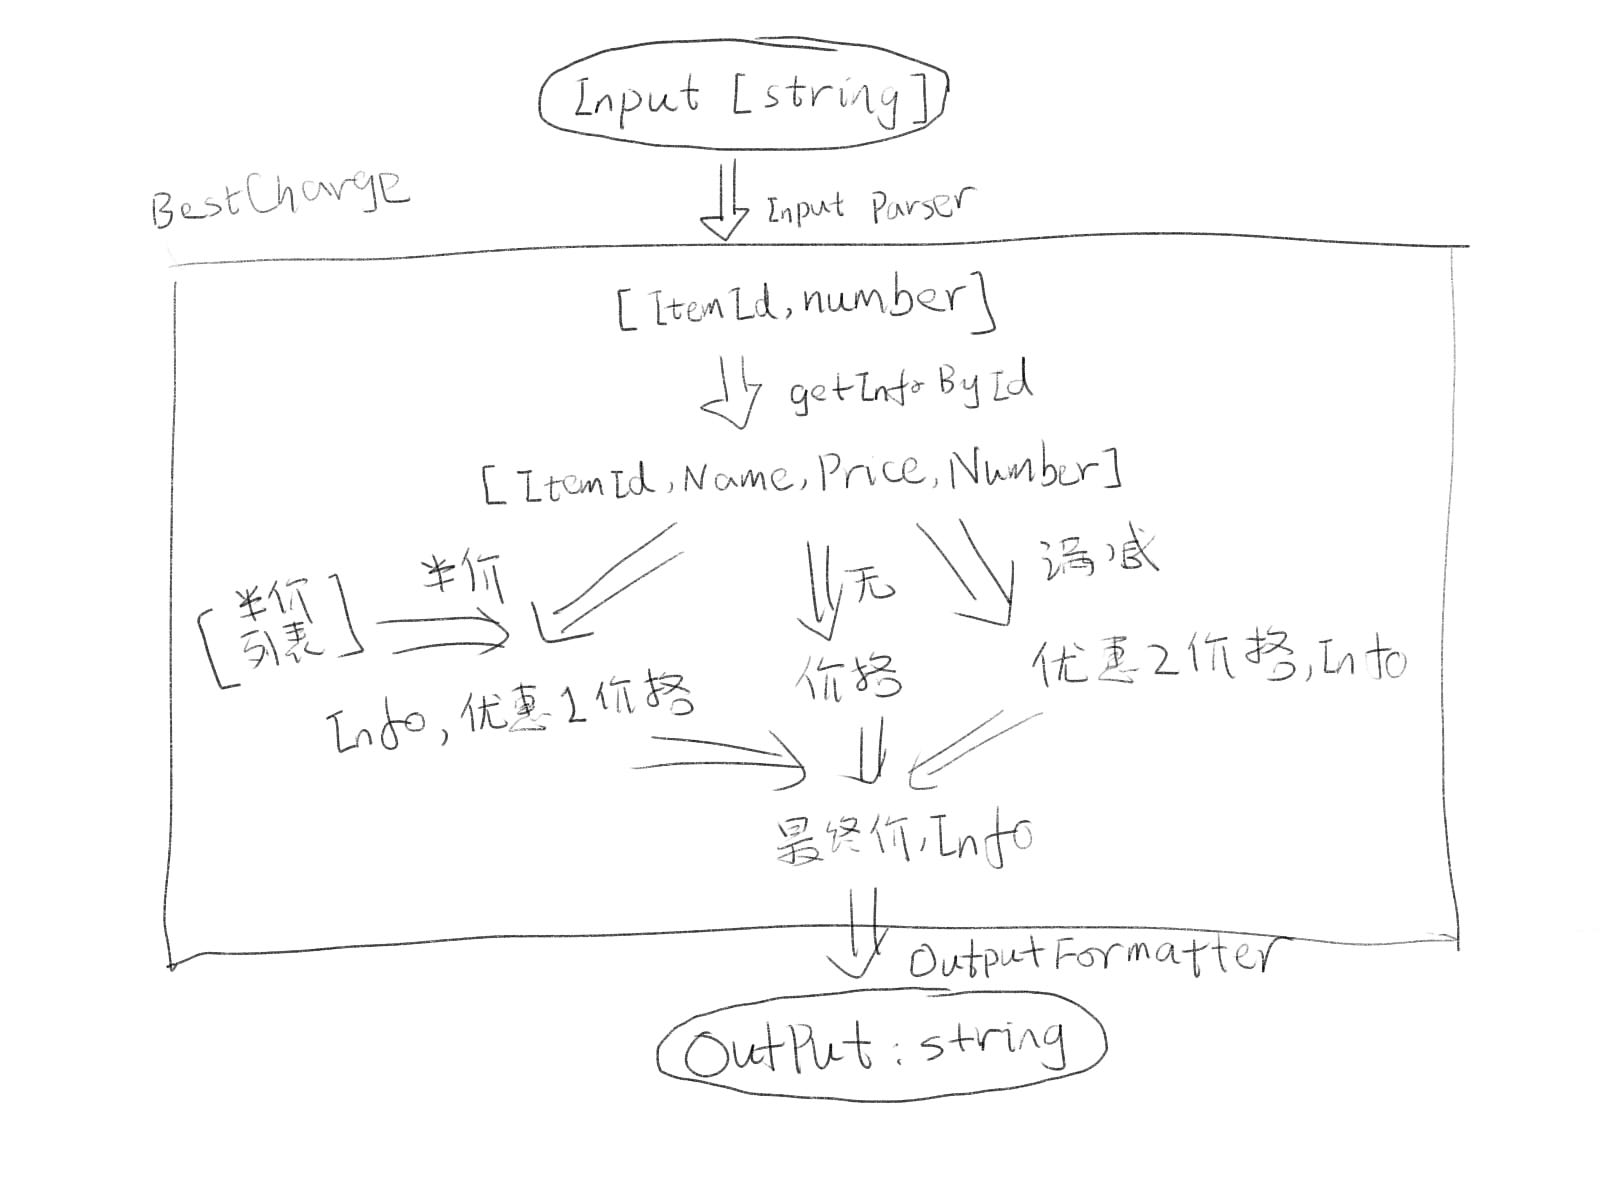 Input [string]
BestCharge
Input Parser
[ItemId, number]
getInfoById
[ItemId, Name, Price, Number]
半价
满减
无
[半价
列表]
Info, 优惠1价格
价格
优惠2价格, Info
最终价, Info
OutputFormatter
OutPut: string